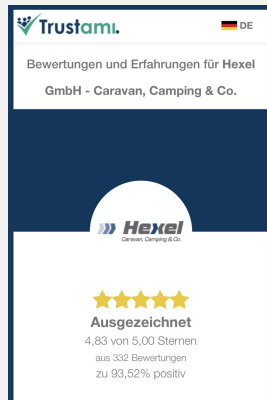 Trustami.
DE
Bewertungen und Erfahrungen für Hexel
GmbH - Caravan, Camping & Co.
Hexel
Caravan, Camping & Co.
Ausgezeichnet
4,83 von 5,00 Sternen
aus 332 Bewertungen
zu 93,52% positiv